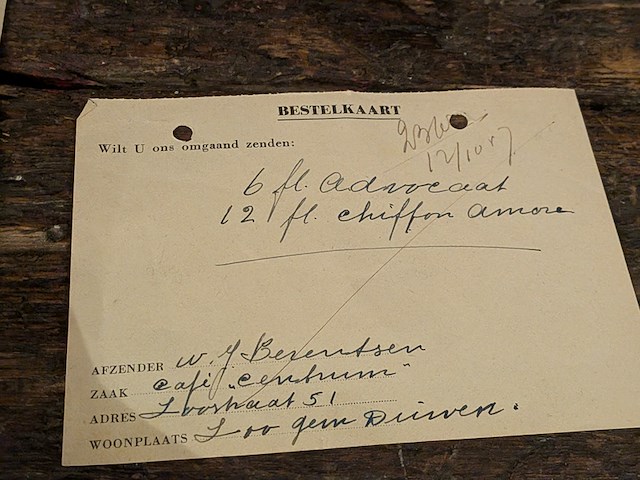 BESTELKAART
Wilt U ons omgaand zenden:
12/10 57
6 fl. advocaat
12 fl. chiffon amore
AFZENDER W. J Berentsen
ZAAK Café „Centrum"
ADRES Loostraat 51
WOONPLAATS Loo gem Duiven.